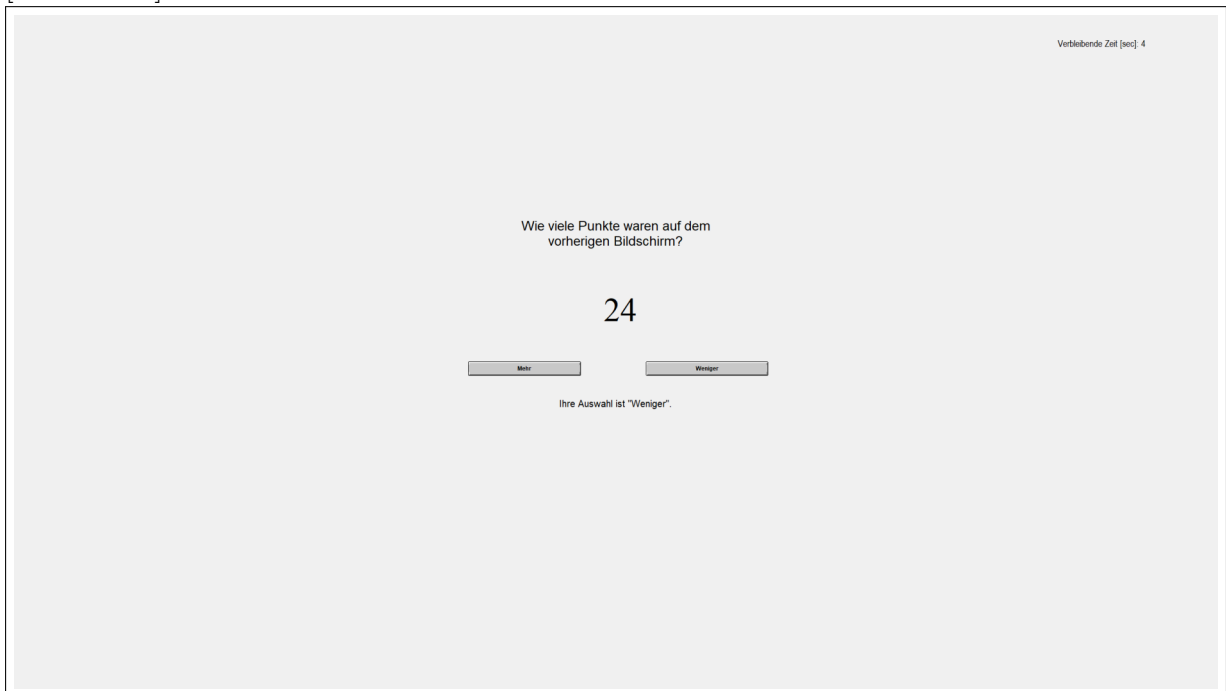 Verbleibende Zeit [sec]: 4
Wie viele Punkte waren auf dem
vorherigen Bildschirm?
24
Mehr
Weniger
Ihre Auswahl ist "Weniger".